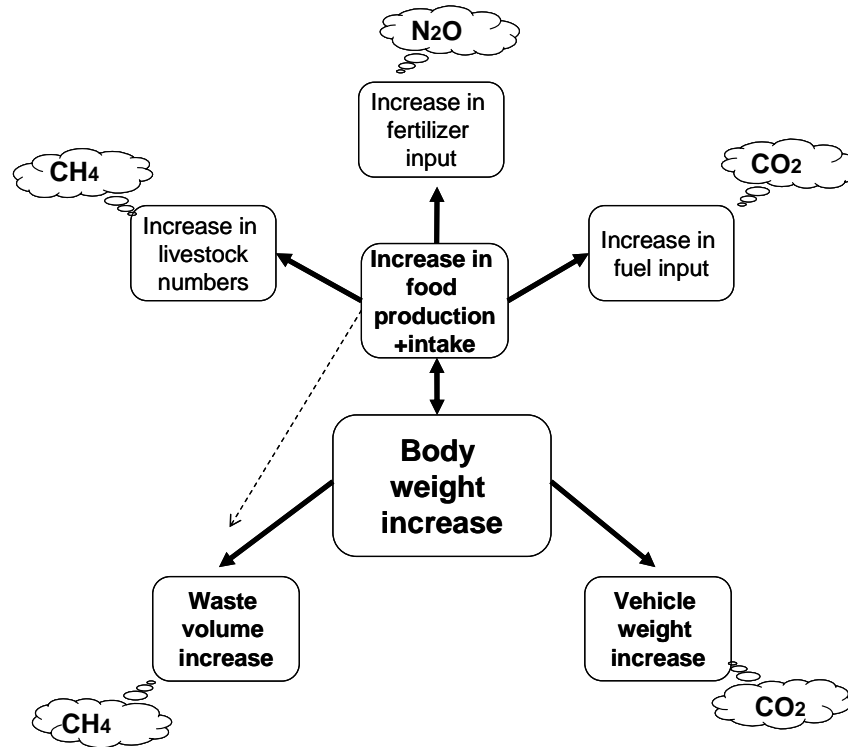 N2O
Increase in
fertilizer
input
CH4
CO2
Increase in
livestock
numbers
Increase in
food
production
+intake
Increase in
fuel input
Body
weight
increase
Waste
volume
increase
Vehicle
weight
increase
CH4
CO2